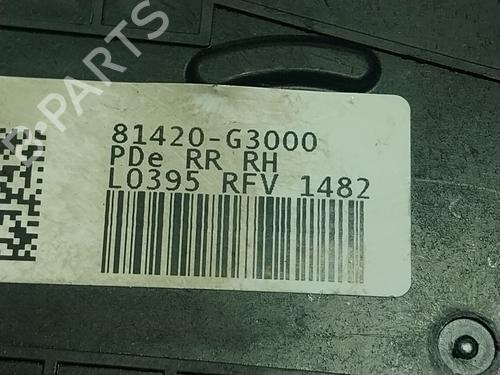 B-PARTS
81420-G3000
PDe RR RH
L0395 RFV 1482